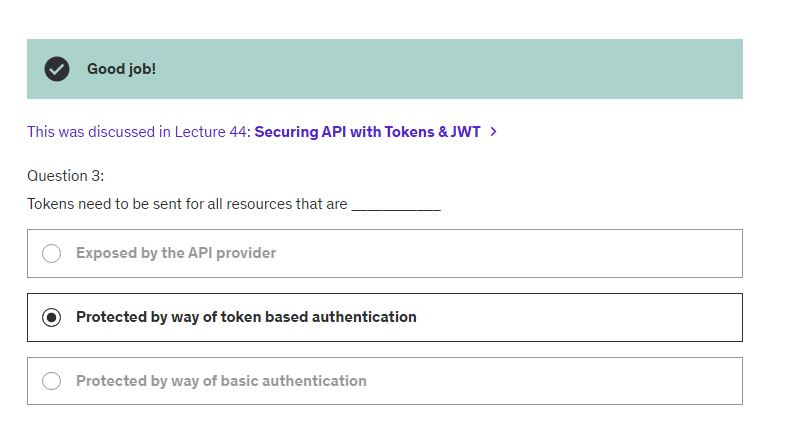 Good job!
This was discussed in Lecture 44: Securing API with Tokens & JWT >
Question 3:
Tokens need to be sent for all resources that are ___________
Exposed by the API provider
Protected by way of token based authentication
Protected by way of basic authentication